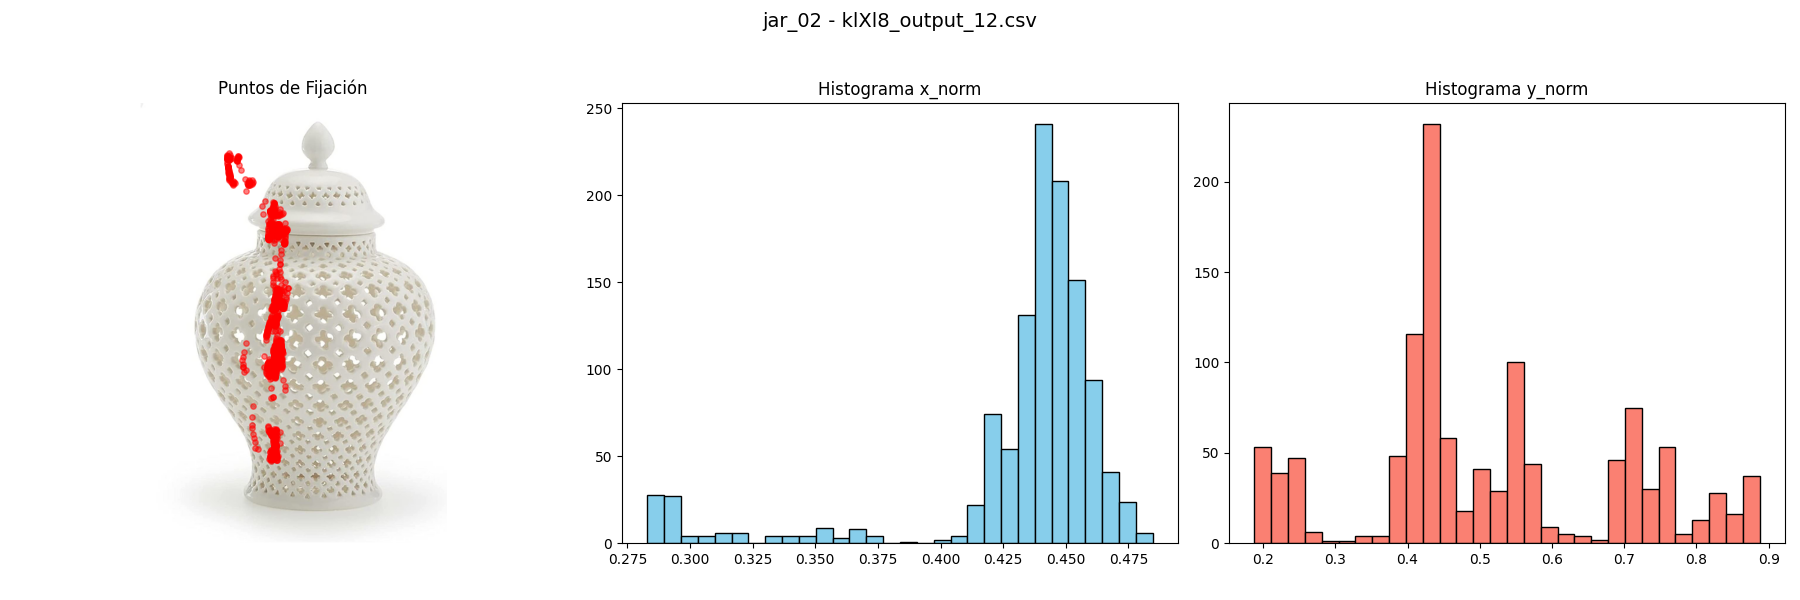 jar_02 - klXl8_output_12.csv
Puntos de Fijación
Histograma x_norm
250
200
150
100
50
0
0.275 0.300 0.325 0.350 0.375 0.400 0.425 0.450 0.475
Histograma y_norm
200
150
100
50
0
0.2 0.3 0.4 0.5 0.6 0.7 0.8 0.9